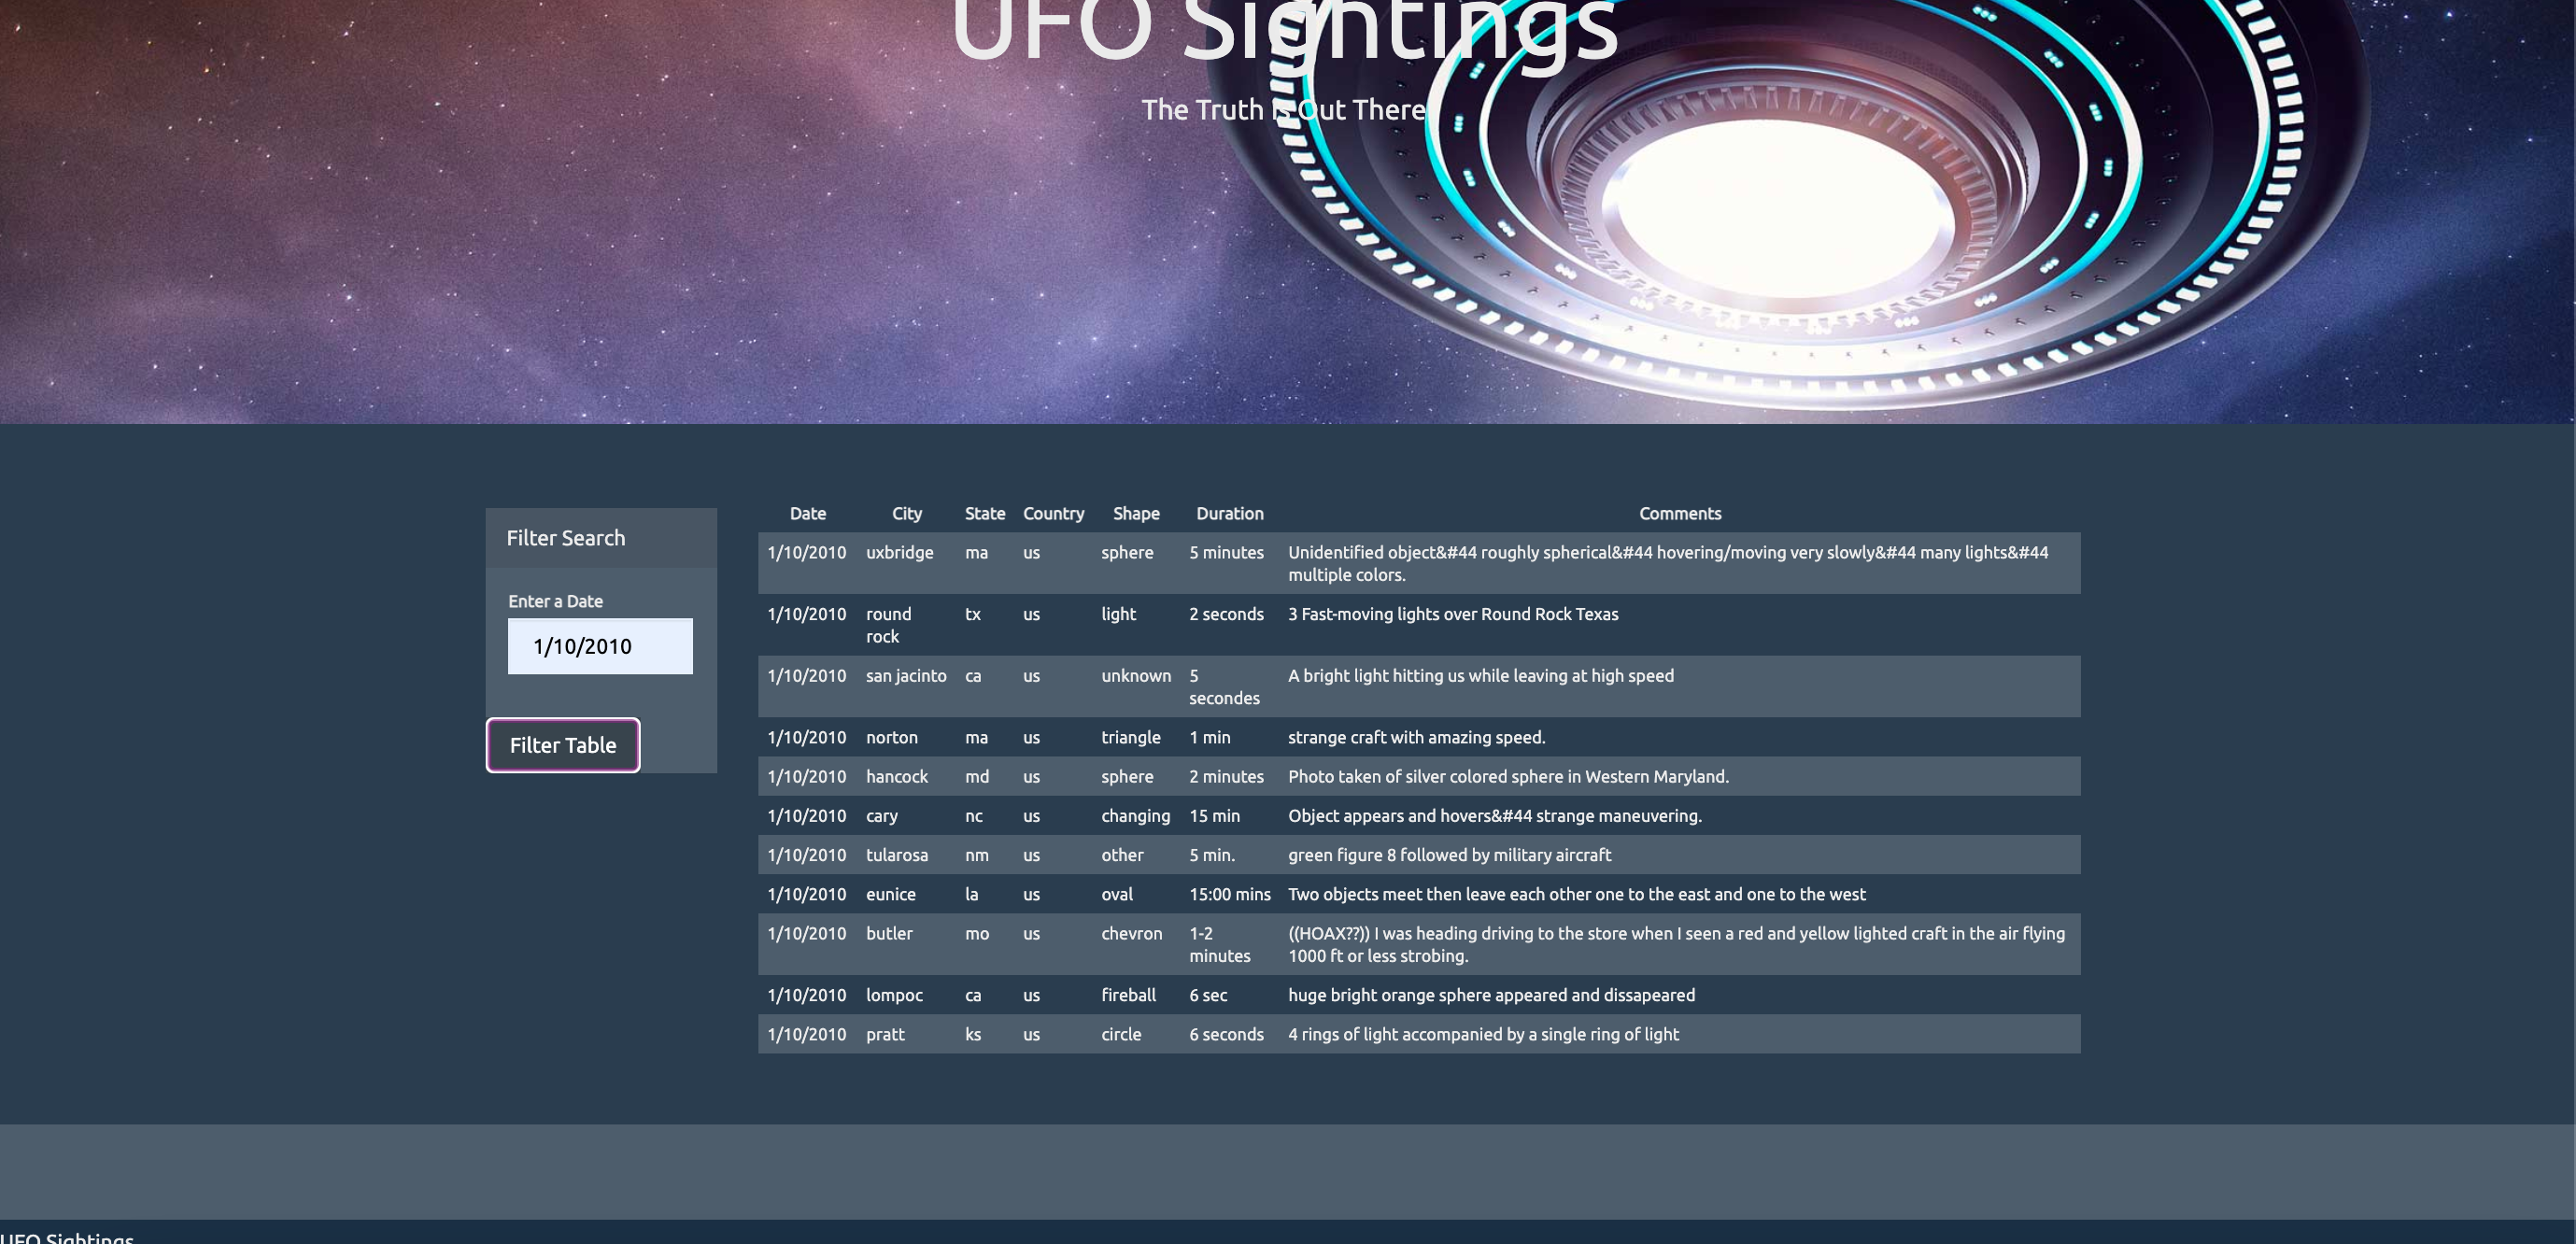 UFO Sightings
The Truth Is Out There
Filter Search
Enter a Date
1/10/2010
Filter Table
Date City State Country Shape Duration Comments
1/10/2010 uxbridge ma us sphere 5 minutes Unidentified object&#44 roughly spherical&#44 hovering/moving very slowly&#44 many lights&#44
multiple colors.
1/10/2010 round tx us light 2 seconds 3 Fast-moving lights over Round Rock Texas
rock
1/10/2010 san jacinto ca us unknown 5 A bright light hitting us while leaving at high speed
secondes
1/10/2010 norton ma us triangle 1 min strange craft with amazing speed.
1/10/2010 hancock md us sphere 2 minutes Photo taken of silver colored sphere in Western Maryland.
1/10/2010 cary nc us changing 15 min Object appears and hovers&#44 strange maneuvering.
1/10/2010 tularosa nm us other 5 min. green figure 8 followed by military aircraft
1/10/2010 eunice la us oval 15:00 mins Two objects meet then leave each other one to the east and one to the west
1/10/2010 butler mo us chevron 1-2 ((HOAX??)) I was heading driving to the store when I seen a red and yellow lighted craft in the air flying
minutes 1000 ft or less strobing.
1/10/2010 lompoc ca us fireball 6 sec huge bright orange sphere appeared and dissapeared
1/10/2010 pratt ks us circle 6 seconds 4 rings of light accompanied by a single ring of light
UFO Sightings